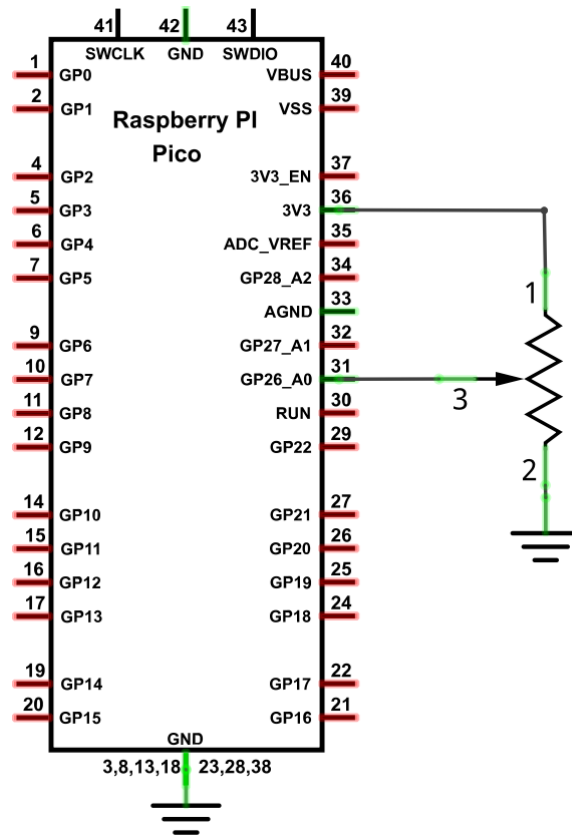 41 42 43
SWCLK GND SWDIO
1 GP0 VBUS 40
2 GP1 VSS 39
Raspberry PI
Pico
4 GP2 3V3_EN 37
5 GP3 3V3 36
6 GP4 ADC_VREF 35
7 GP5 GP28_A2 34
AGND 33
1
9 GP6 GP27_A1 32
10 GP7 GP26_A0 31
3
11 GP8 RUN 30
12 GP9 GP22 29
2
14 GP10 GP21 27
15 GP11 GP20 26
16 GP12 GP19 25
17 GP13 GP18 24
19 GP14 GP17 22
20 GP15 GP16 21
GND
3,8,13,18 23,28,38